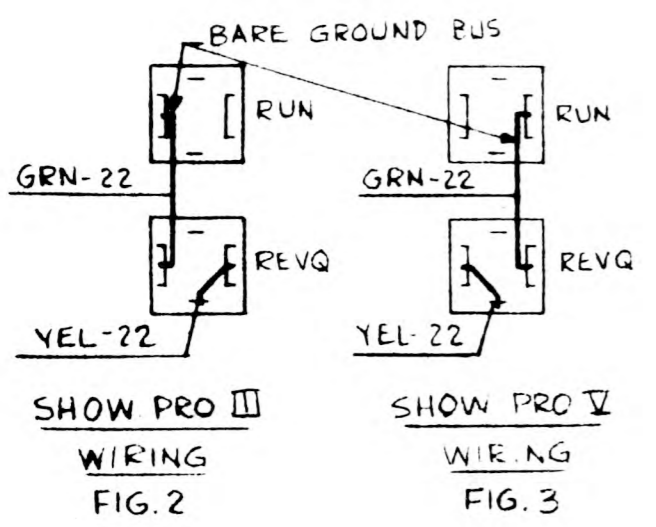 BARE GROUND BUS
RUN
RUN
GRN-22
GRN-22
REVQ
REVQ
YEL-22
YEL-22
SHOW PRO III
SHOW PRO V
WIRING
WIRING
FIG. 2
FIG. 3